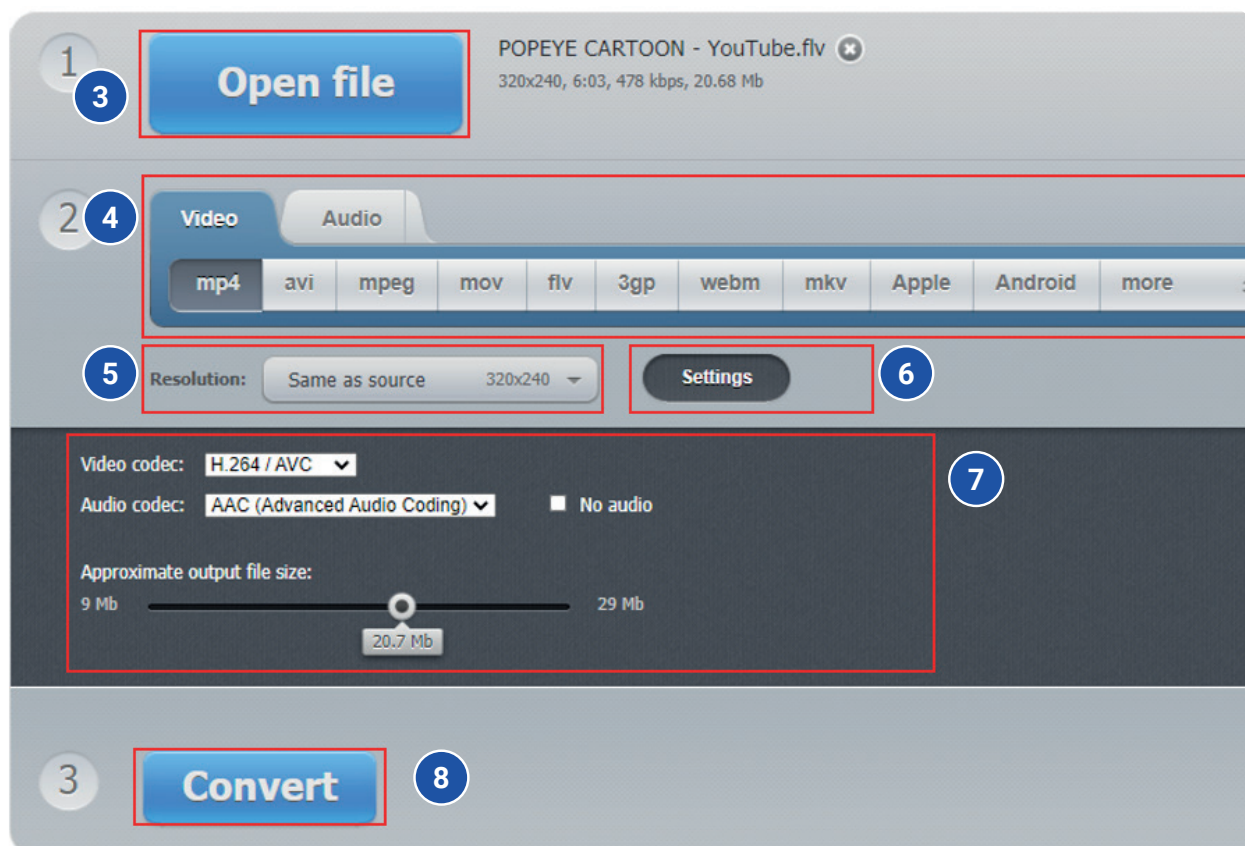 1
3
Open file
POPEYE CARTOON - YouTube.flv
320x240, 6:03, 478 kbps, 20.68 Mb
2
4
Video Audio
mp4 avi mpeg mov flv 3gp webm mkv Apple Android more
5
Resolution: Same as source 320x240
Settings
6
Video codec: H.264 / AVC
7
Audio codec: AAC (Advanced Audio Coding) No audio
Approximate output file size:
9 Mb 29 Mb
20.7 Mb
3
Convert
8